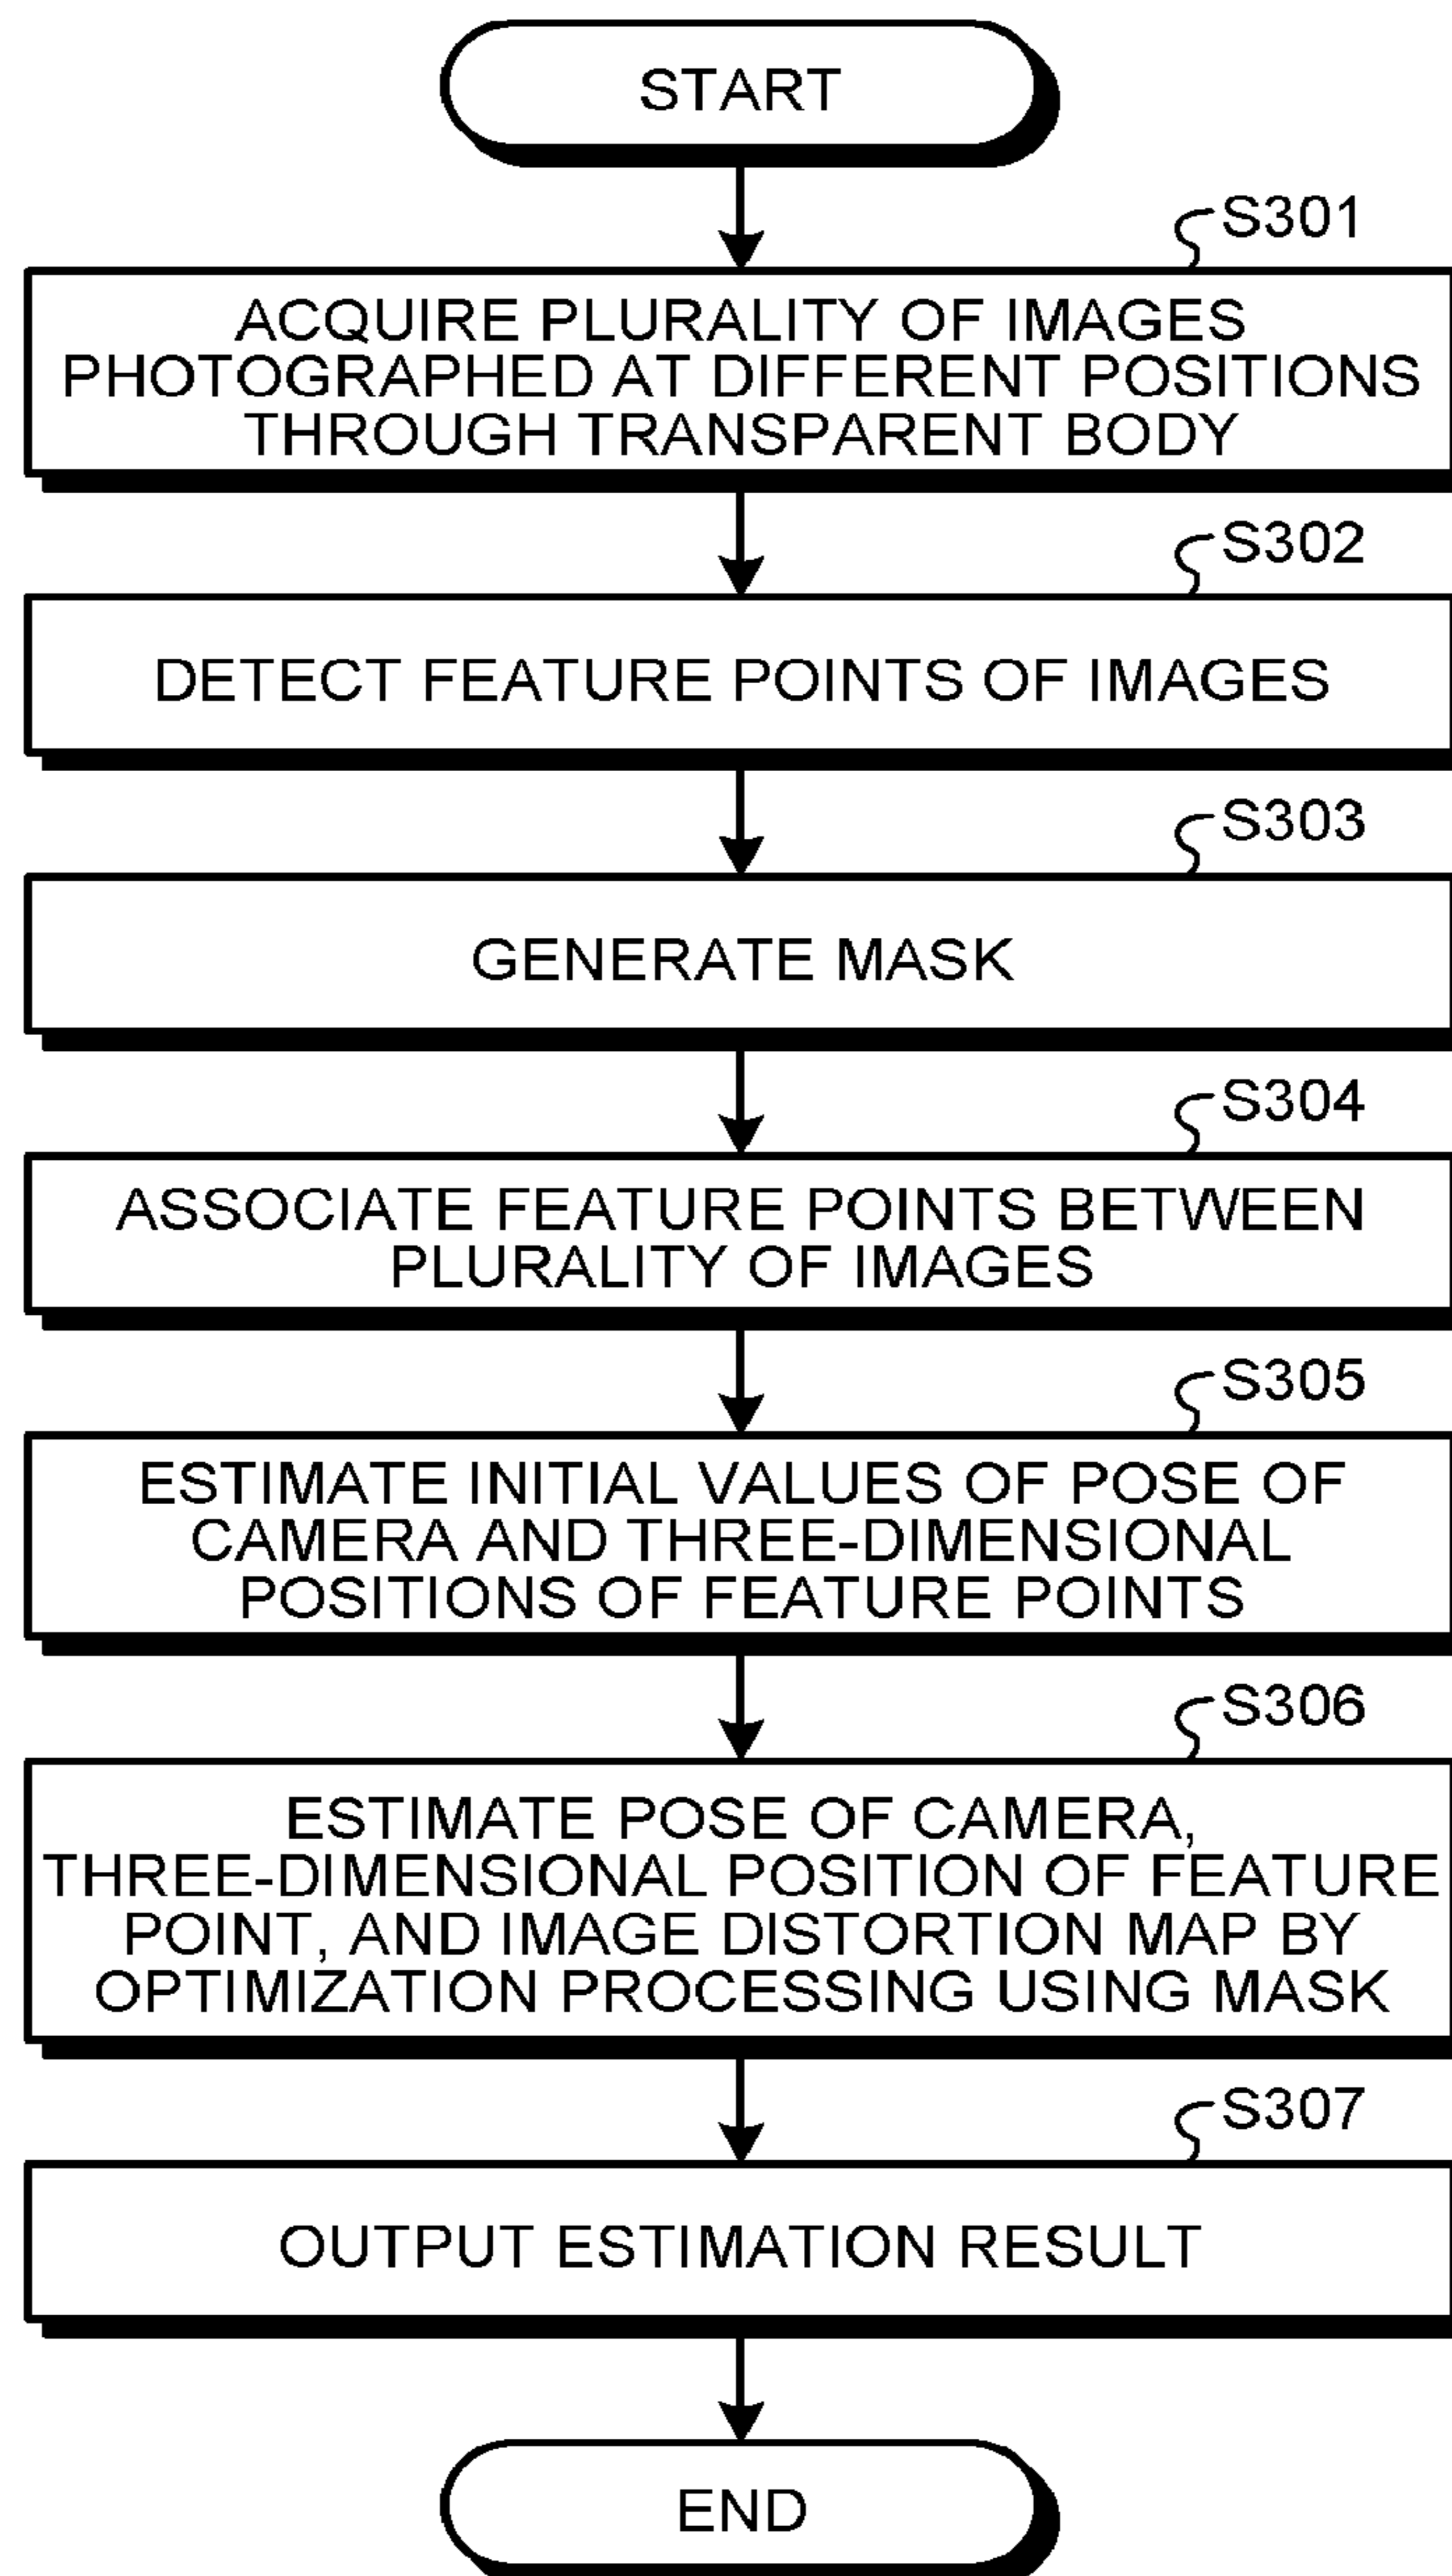 START
S301
ACQUIRE PLURALITY OF IMAGES
PHOTOGRAPHED AT DIFFERENT POSITIONS
THROUGH TRANSPARENT BODY
S302
DETECT FEATURE POINTS OF IMAGES
S303
GENERATE MASK
S304
ASSOCIATE FEATURE POINTS BETWEEN
PLURALITY OF IMAGES
S305
ESTIMATE INITIAL VALUES OF POSE OF
CAMERA AND THREE-DIMENSIONAL
POSITIONS OF FEATURE POINTS
S306
ESTIMATE POSE OF CAMERA,
THREE-DIMENSIONAL POSITION OF FEATURE
POINT, AND IMAGE DISTORTION MAP BY
OPTIMIZATION PROCESSING USING MASK
S307
OUTPUT ESTIMATION RESULT
END